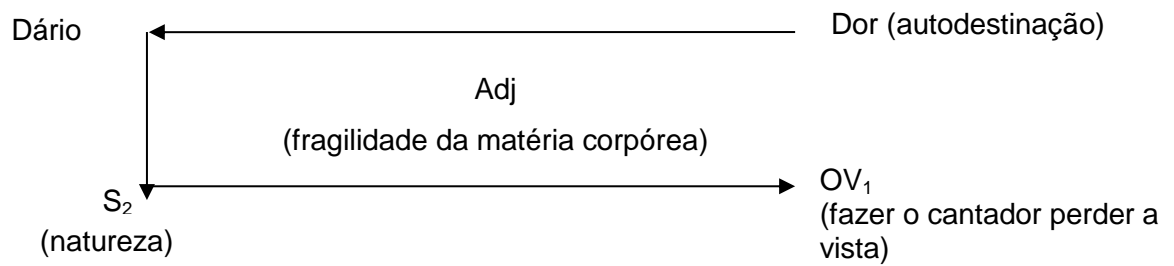 Dário
Dor (autodestinação)
Adj
(fragilidade da matéria corpórea)
S₂
(natureza)
OV₁
(fazer o cantador perder a
vista)